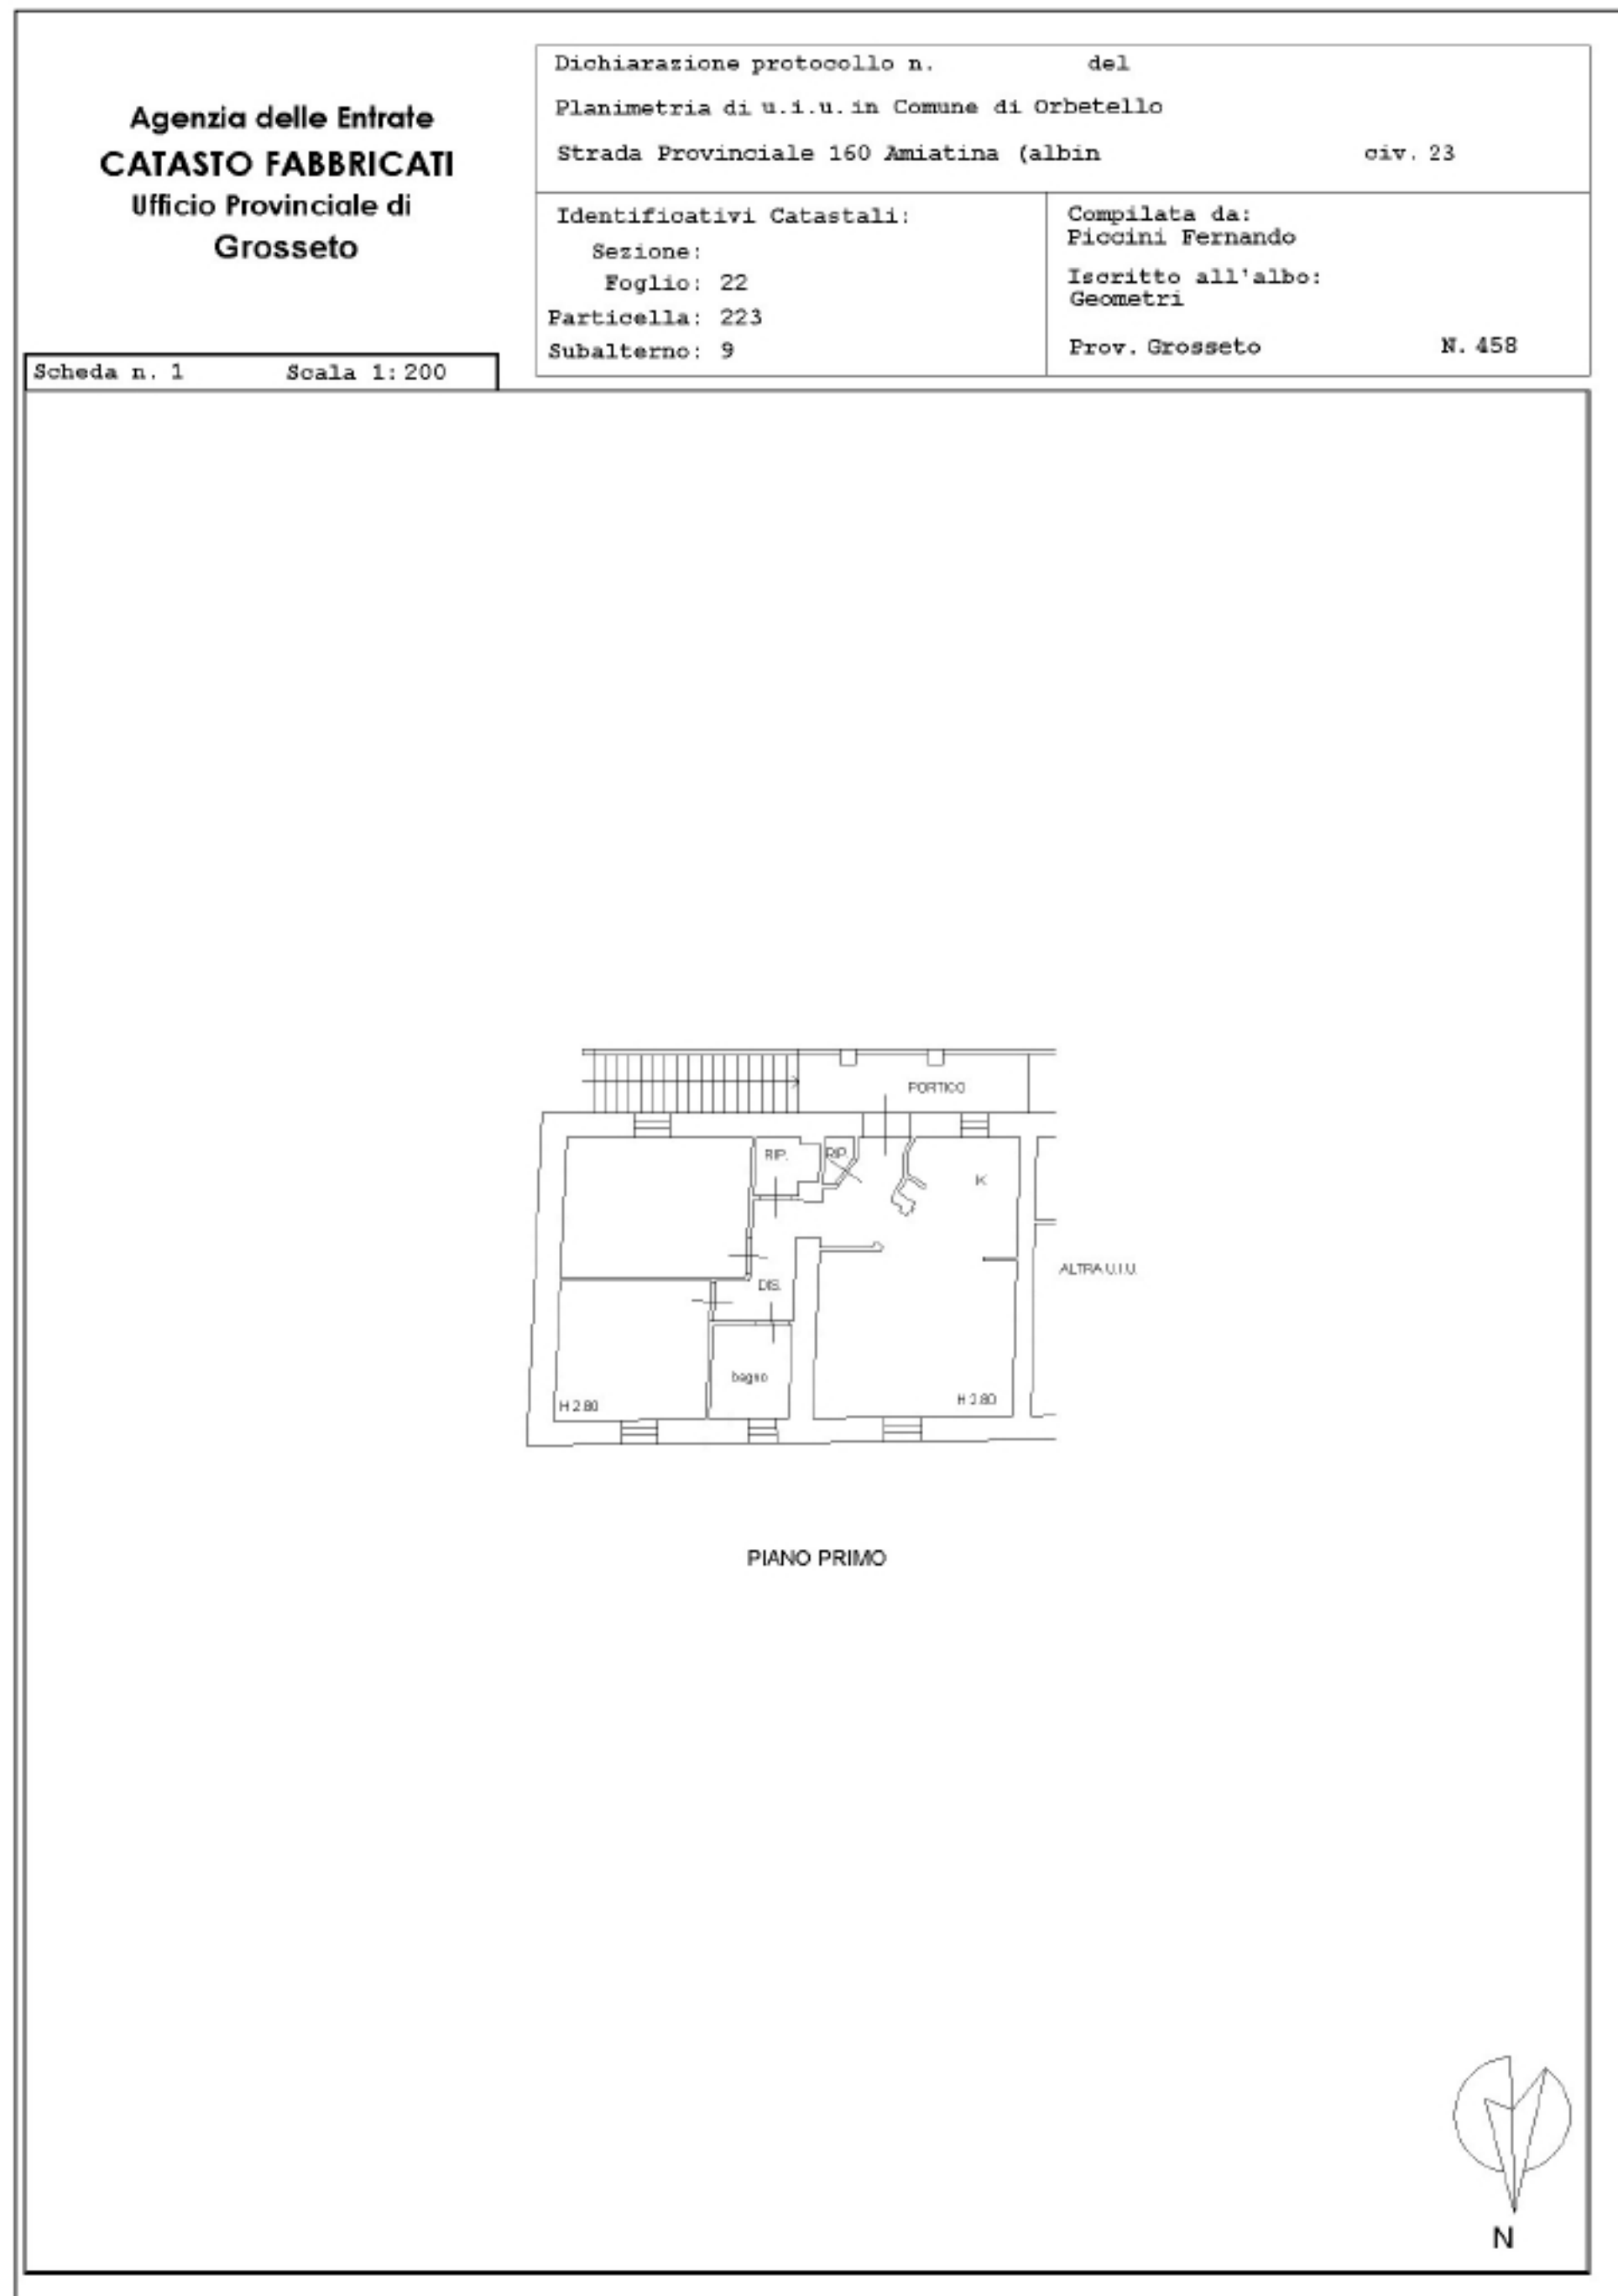 Agenzia delle Entrate
CATASTO FABBRICATI
Ufficio Provinciale di
Grosseto
Dichiarazione protocollo n. del
Planimetria di u.i.u. in Comune di Orbetello
Strada Provinciale 160 Amiatina (albin civ. 23
Identificativi Catastali:
Sezione:
Foglio: 22
Particella: 223
Subalterno: 9
Compilata da:
Piccini Fernando
Iscritto all'albo:
Geometri
Prov. Grosseto N. 458
Scheda n. 1 Scala 1:200
PORTICO
RIP.
RIP.
K
ALTRA U.I.U.
DIS.
bagno
H 2.80
H 2.80
PIANO PRIMO
N